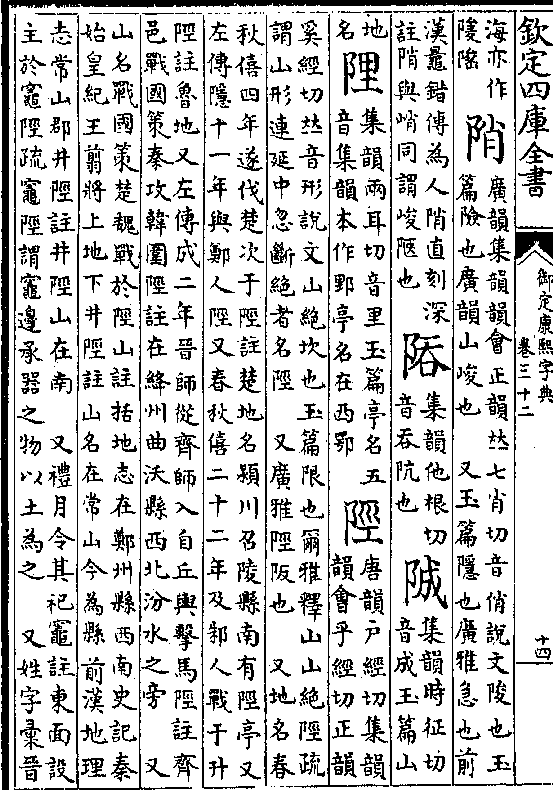 欽定四庫全書
御定康熙字典
卷三十二
十四
海亦作
隆
陗
廣韻集韻韻會正韻𠀤七肖切音俏說文陵也玉
篇險也廣韻山峻也 又玉篇隱也廣雅急也前
漢鼂錯傳為人陗直刻深
註陗與峭同謂峻阨也
集韻他根切
音吞阬也
集韻時征切
音成玉篇山
地
名
集韻兩耳切音里玉篇亭名五
音集韻本作野亭名在西鄂
陘
唐韻戶經切集韻
韻會乎經切正韻
奚經切𠀤音形說文山絕坎也玉篇限也爾雅釋山山絕陘疏
謂山形連延中忽斷絕者名陘 又廣雅陘阪也 又地名春
秋僖四年遂伐楚次于陘註楚地名潁川召陵縣南有陘亭又
左傳隱十一年與鄭人陘又春秋僖二十二年及邾人戰于升
陘註魯地又左傳成二年晉師從齊師入自丘輿擊馬陘註齊
邑戰國策秦攻韓圍陘註在絳州曲沃縣西北汾水之旁 又
山名戰國策楚魏戰於陘山註括地志在鄭州縣西南史記秦
始皇紀王翦將上地下井陘註山名在常山今為縣前漢地理
志常山郡井陘註井陘山在南 又禮月令其祀竈註東面設
主於竈陘疏竈陘謂竈邊承器之物以土為之 又姓字彙晉